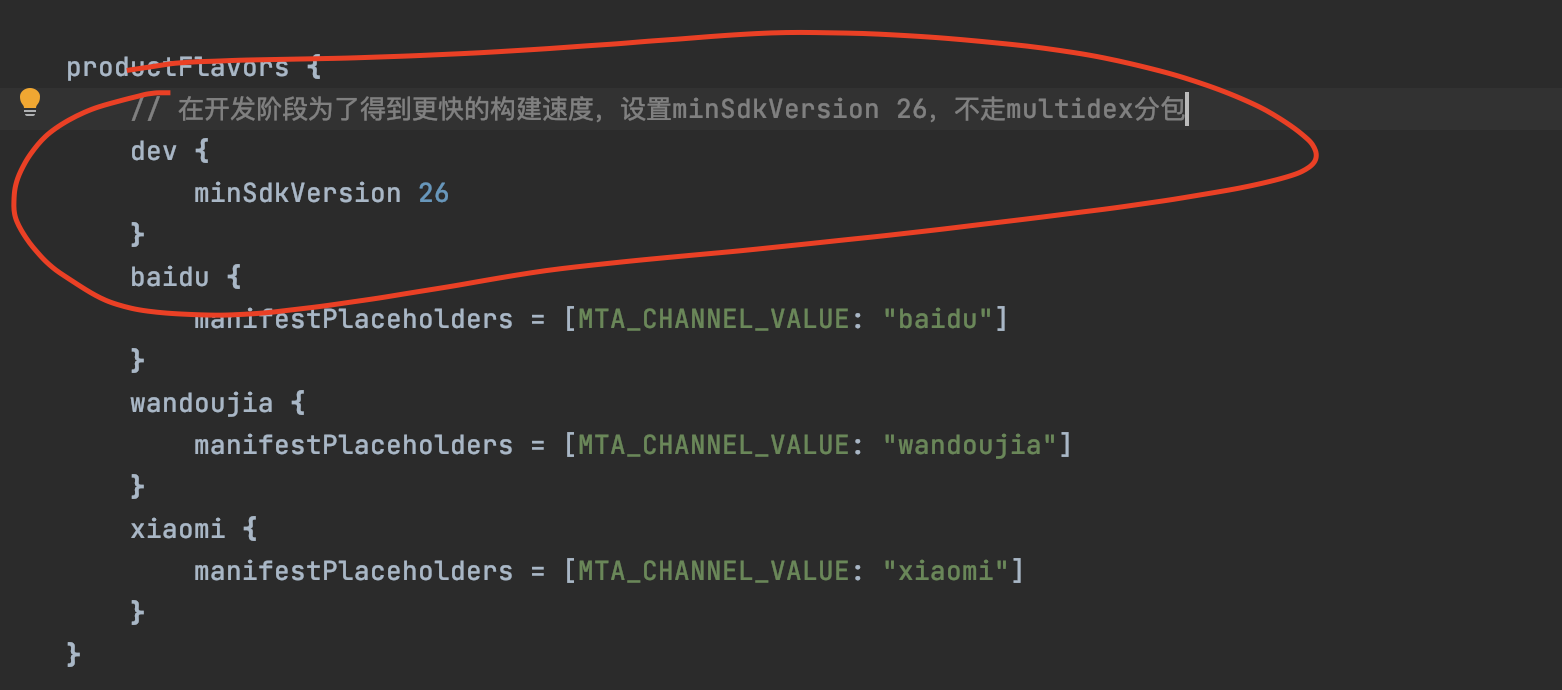 productFlavors {
// 在开发阶段为了得到更快的构建速度，设置minSdkVersion 26，不走multidex分包
dev {
minSdkVersion 26
}
baidu {
manifestPlaceholders = [MTA_CHANNEL_VALUE: "baidu"]
}
wandoujia {
manifestPlaceholders = [MTA_CHANNEL_VALUE: "wandoujia"]
}
xiaomi {
manifestPlaceholders = [MTA_CHANNEL_VALUE: "xiaomi"]
}
}